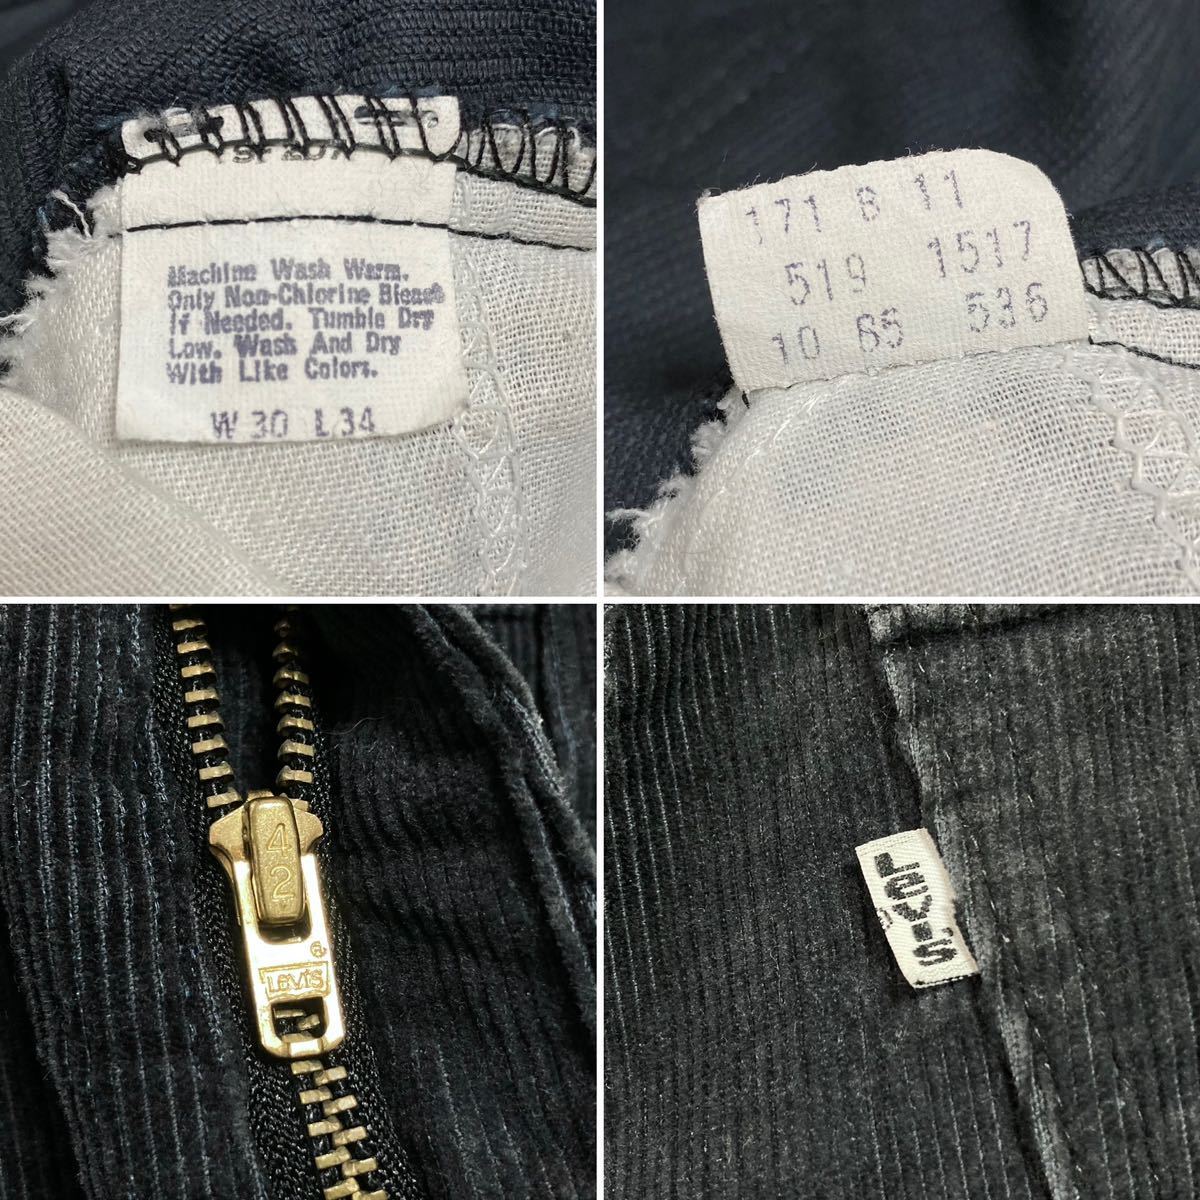 Machine Wash Warm.
Only Non-Chlorine Bleach
If Needed. Tumble Dry
Low. Wash And Dry
With Like Colors.
W 30 L 34
171 8 11
519 1517
10 65 536
42
®
LEVI'S
LEVI'S